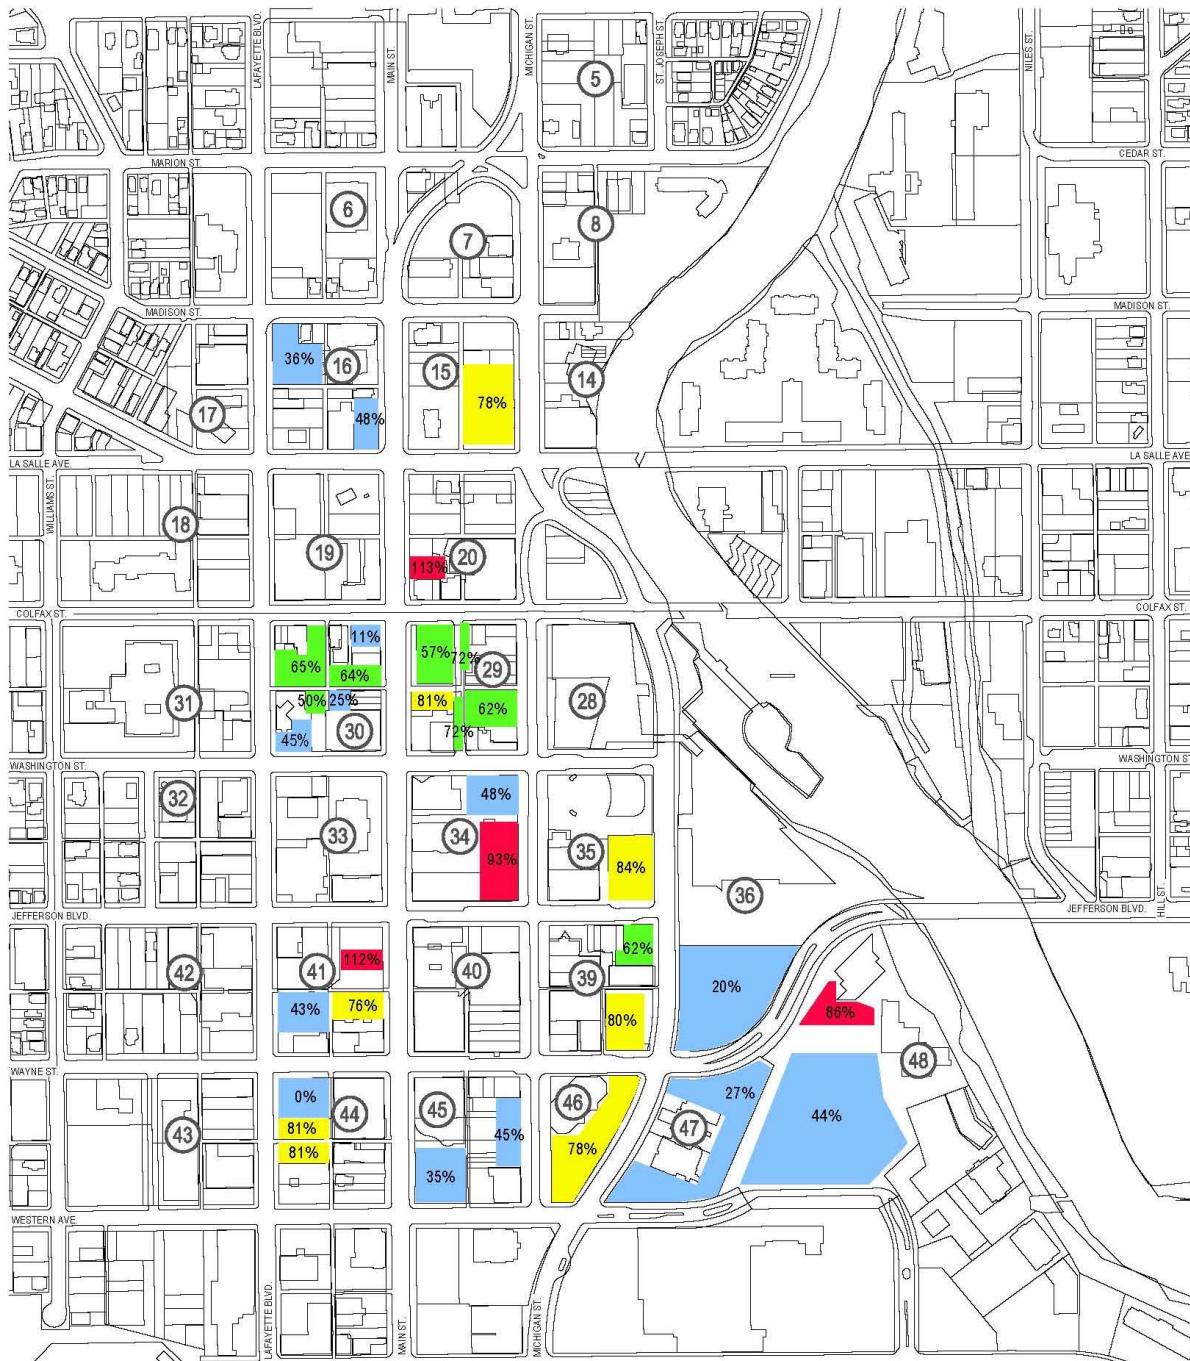 LAFAYETTE BLVD.
MAIN ST.
MICHIGAN ST.
ST. JOSEPH ST.
NILES ST.
5
MARION ST.
CEDAR ST.
6
7
8
MADISON ST.
MADISON ST.
36%
16
15
14
78%
17
48%
LA SALLE AVE.
LA SALLE AVE
WILLIAMS ST.
18
19
20
113%
COLFAX ST.
COLFAX ST.
11%
65%
64%
57%
72%
29
31
50%
25%
81%
62%
28
45%
30
72%
WASHINGTON ST.
WASHINGTON ST
32
48%
33
34
93%
35
84%
36
JEFFERSON BLVD.
JEFFERSON BLVD.
HILL ST.
62%
42
41
112%
40
39
20%
43%
76%
80%
86%
48
WAYNE ST.
0%
44
45
46
27%
44%
43
81%
45%
47
81%
35%
78%
WESTERN AVE.
LAFAYETTE BLVD.
MAIN ST.
MICHIGAN ST.